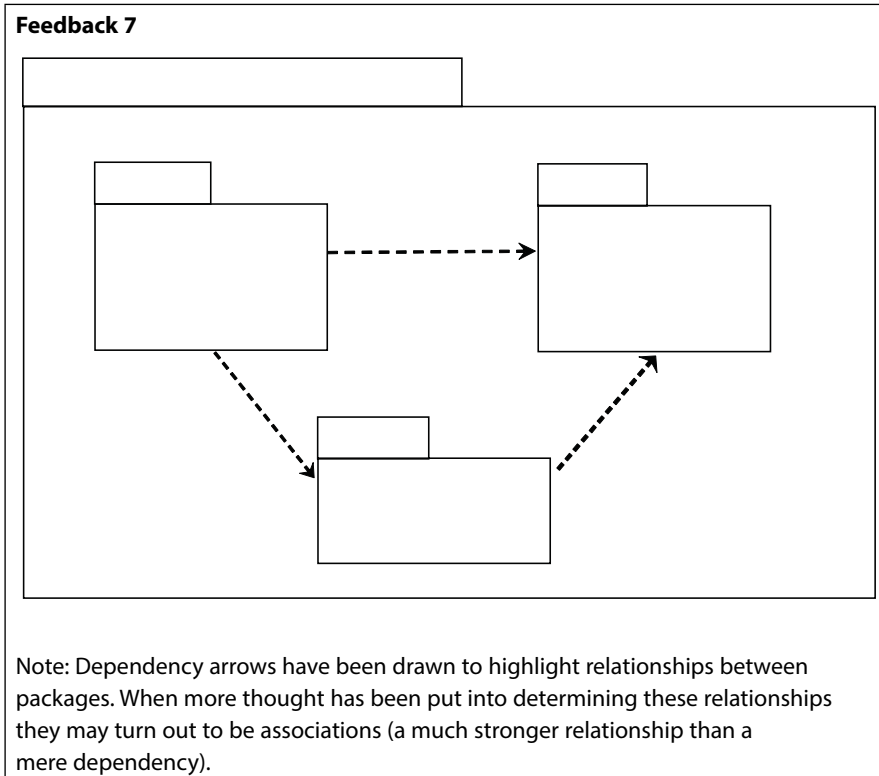 Feedback 7
Note: Dependency arrows have been drawn to highlight relationships between
packages. When more thought has been put into determining these relationships
they may turn out to be associations (a much stronger relationship than a
mere dependency).